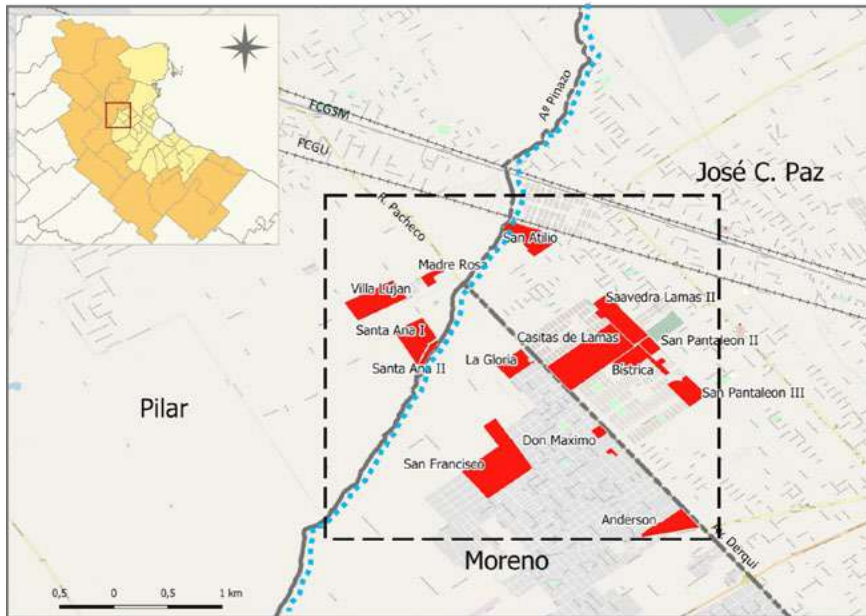 Aº Pinazo
FCGSM
FCGU
José C. Paz
R. Pacheco
San Atilio
Madre Rosa
Villa Luján
Saavedra Lamas II
Santa Ana I
Casitas de Lamas
San Pantaleon II
La Gloria
Santa Ana II
Bistrica
San Pantaleon III
Pilar
Don Maximo
San Francisco
Anderson
Av. Derqui
Moreno
0,5 0 0,5 1 km